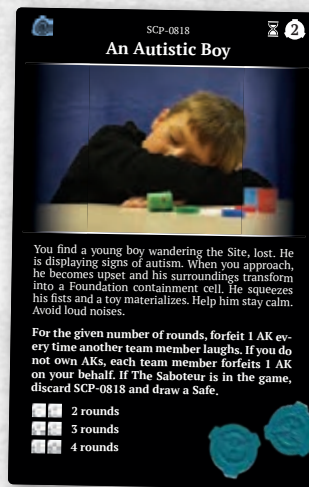 SCP-0818
2
An Autistic Boy
You find a young boy wandering the Site, lost. He
is displaying signs of autism. When you approach,
he becomes upset and his surroundings transform
into a Foundation containment cell. He squeezes
his fists and a toy materializes. Help him stay calm.
Avoid loud noises.
For the given number of rounds, forfeit 1 AK ev-
ery time another team member laughs. If you do
not own AKs, each team member forfeits 1 AK
on your behalf. If The Saboteur is in the game,
discard SCP-0818 and draw a Safe.
2 rounds
3 rounds
4 rounds